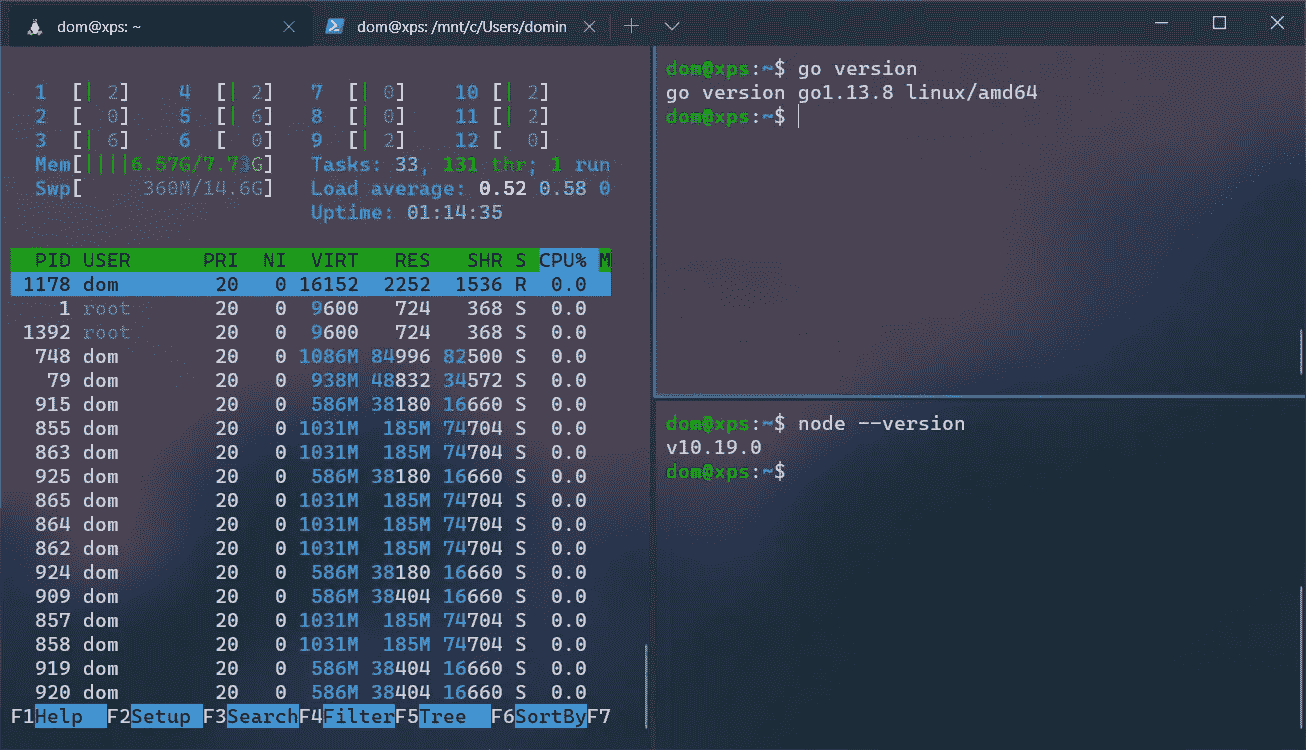 dom@xps: ~
dom@xps: /mnt/c/Users/domin
1 [| 2] 4 [| 2] 7 [| 0] 10 [| 2]
2 [ 0] 5 [| 6] 8 [| 0] 11 [| 2]
3 [| 6] 6 [ 0] 9 [| 2] 12 [ 0]
Mem[||||6.57G/7.73G] Tasks: 33, 131 thr; 1 run
Swp[ 360M/14.6G] Load average: 0.52 0.58 0
Uptime: 01:14:35
PID USER PRI NI VIRT RES SHR S CPU% M
1178 dom 20 0 16152 2252 1536 R 0.0
1 root 20 0 9600 724 368 S 0.0
1392 root 20 0 9600 724 368 S 0.0
748 dom 20 0 1086M 84996 82500 S 0.0
79 dom 20 0 938M 48832 34572 S 0.0
915 dom 20 0 586M 38180 16660 S 0.0
855 dom 20 0 1031M 185M 74704 S 0.0
863 dom 20 0 1031M 185M 74704 S 0.0
925 dom 20 0 586M 38180 16660 S 0.0
865 dom 20 0 1031M 185M 74704 S 0.0
864 dom 20 0 1031M 185M 74704 S 0.0
862 dom 20 0 1031M 185M 74704 S 0.0
924 dom 20 0 586M 38180 16660 S 0.0
909 dom 20 0 586M 38404 16660 S 0.0
857 dom 20 0 1031M 185M 74704 S 0.0
858 dom 20 0 1031M 185M 74704 S 0.0
919 dom 20 0 586M 38404 16660 S 0.0
920 dom 20 0 586M 38404 16660 S 0.0
F1Help F2Setup F3SearchF4FilterF5Tree F6SortByF7
dom@xps:~$ go version
go version go1.13.8 linux/amd64
dom@xps:~$
dom@xps:~$ node --version
v10.19.0
dom@xps:~$